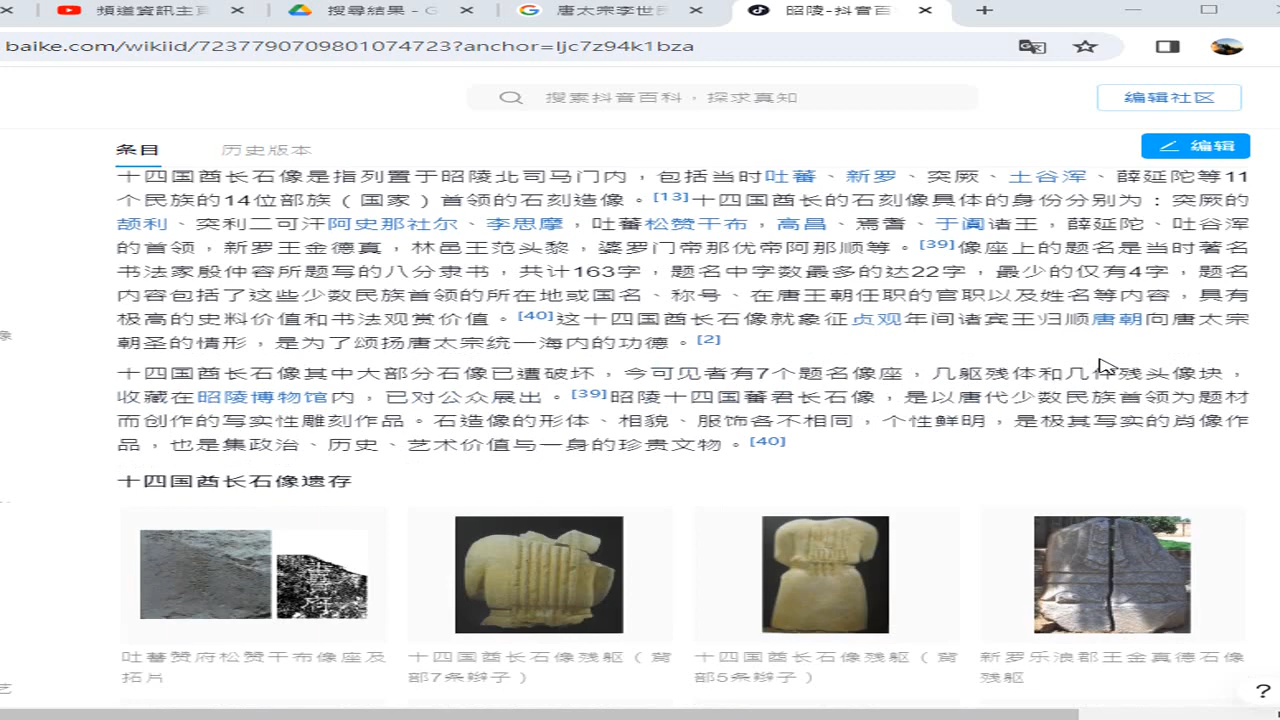 頻道資訊主頁
搜尋結果 - G
唐太宗李世民
昭陵-抖音百
baike.com/wikiid/7237790709801074723?anchor=ljc7z94k1bza
搜索抖音百科，探求真知
编辑社区
条目
历史版本
编辑
十四国酋长石像是指列置于昭陵北司马门内，包括当时吐蕃、新罗、突厥、土谷浑、薛延陀等11
个民族的14位部族（国家）首领的石刻造像。[13]十四国酋长的石刻像具体的身份分别为：突厥的
颉利、突利二可汗阿史那社尔、李思摩，吐蕃松赞干布，高昌、焉耆、于阗诸王，薛延陀、吐谷浑
的首领，新罗王金德真，林邑王范头黎，婆罗门帝那优帝阿那顺等。[39]像座上的题名是当时著名
书法家殷仲容所题写的八分隶书，共计163字，题名中字数最多的达22字，最少的仅有4字，题名
内容包括了这些少数民族首领的所在地或国名、称号、在唐王朝任职的官职以及姓名等内容，具有
极高的史料价值和书法观赏价值。[40]这十四国酋长石像就象征贞观年间诸宾王归顺唐朝向唐太宗
朝圣的情形，是为了颂扬唐太宗统一海内的功德。[2]
十四国酋长石像其中大部分石像已遭破坏，今可见者有7个题名像座，几躯残体和几件残头像块，
收藏在昭陵博物馆内，已对公众展出。[39]昭陵十四国蕃君长石像，是以唐代少数民族首领为题材
而创作的写实性雕刻作品。石造像的形体、相貌、服饰各不相同，个性鲜明，是极其写实的肖像作
品，也是集政治、历史、艺术价值与一身的珍贵文物。[40]
十四国酋长石像遗存
吐蕃赞府松赞干布像座及
拓片
十四国酋长石像残躯（背
部7条辫子）
十四国酋长石像残躯（背
部5条辫子）
新罗乐浪郡王金真德石像
残躯
?